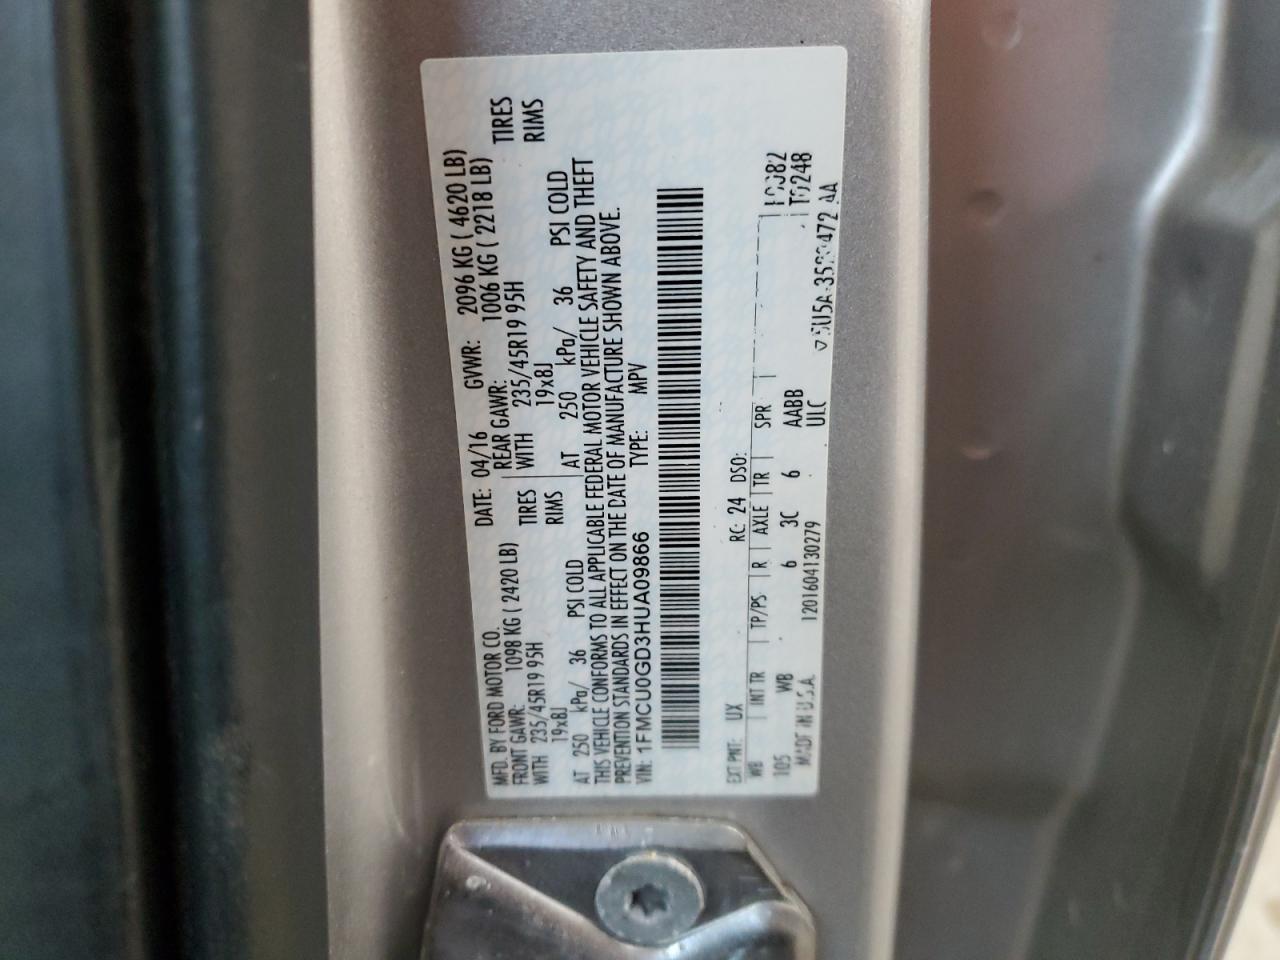 MFD. BY FORD MOTOR CO. DATE: 04/16 GVWR: 2096 KG ( 4620 LB)
FRONT GAWR: 1098 KG ( 2420 LB) REAR GAWR: 1006 KG ( 2218 LB)
WITH 235/45R19 95H TIRES WITH 235/45R19 95H TIRES
19x8J RIMS 19x8J RIMS
AT 250 kPa/ 36 PSI COLD AT 250 kPa/ 36 PSI COLD
THIS VEHICLE CONFORMS TO ALL APPLICABLE FEDERAL MOTOR VEHICLE SAFETY AND THEFT
PREVENTION STANDARDS IN EFFECT ON THE DATE OF MANUFACTURE SHOWN ABOVE.
VIN: 1FMCU0GD3HUA09866 TYPE: MPV
EXT PNT: UX RC: 24 DSO:
WB INT TR TP/PS R AXLE TR SPR
105 WB 6 3C 6 AABB
MADE IN U.S.A. 1201604130279 ULC